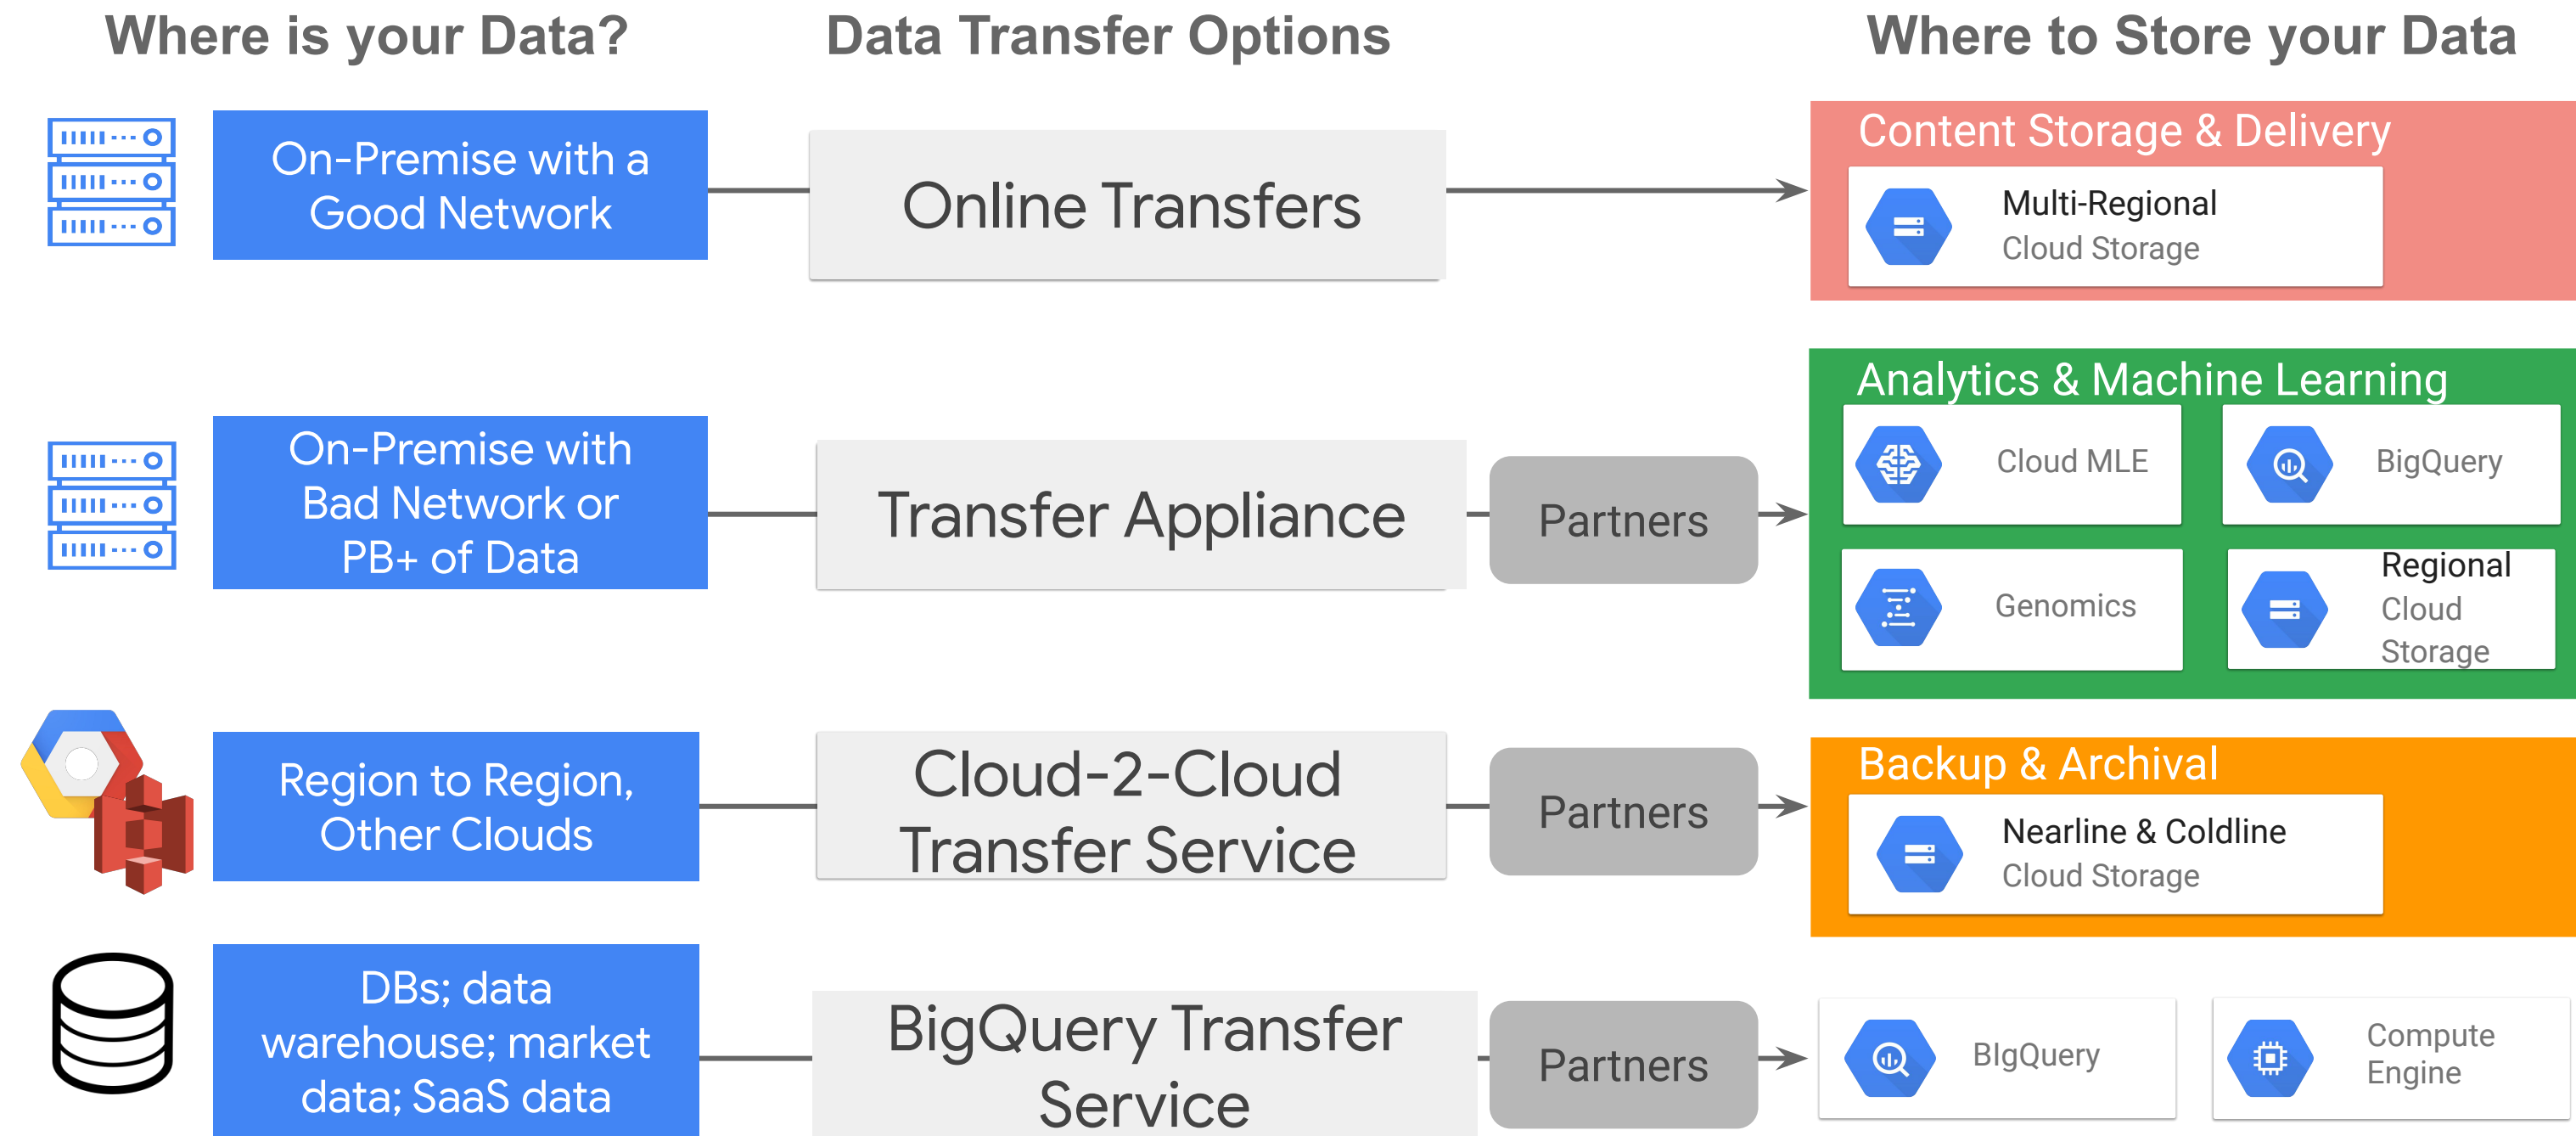 Where is your Data?
Data Transfer Options
Where to Store your Data
On-Premise with a
Good Network
Online Transfers
Content Storage & Delivery
Multi-Regional
Cloud Storage
On-Premise with
Bad Network or
PB+ of Data
Transfer Appliance
Partners
Analytics & Machine Learning
Cloud MLE
BigQuery
Genomics
Regional
Cloud
Storage
Region to Region,
Other Clouds
Cloud-2-Cloud
Transfer Service
Partners
Backup & Archival
Nearline & Coldline
Cloud Storage
DBs; data
warehouse; market
data; SaaS data
BigQuery Transfer
Service
Partners
BIgQuery
Compute
Engine